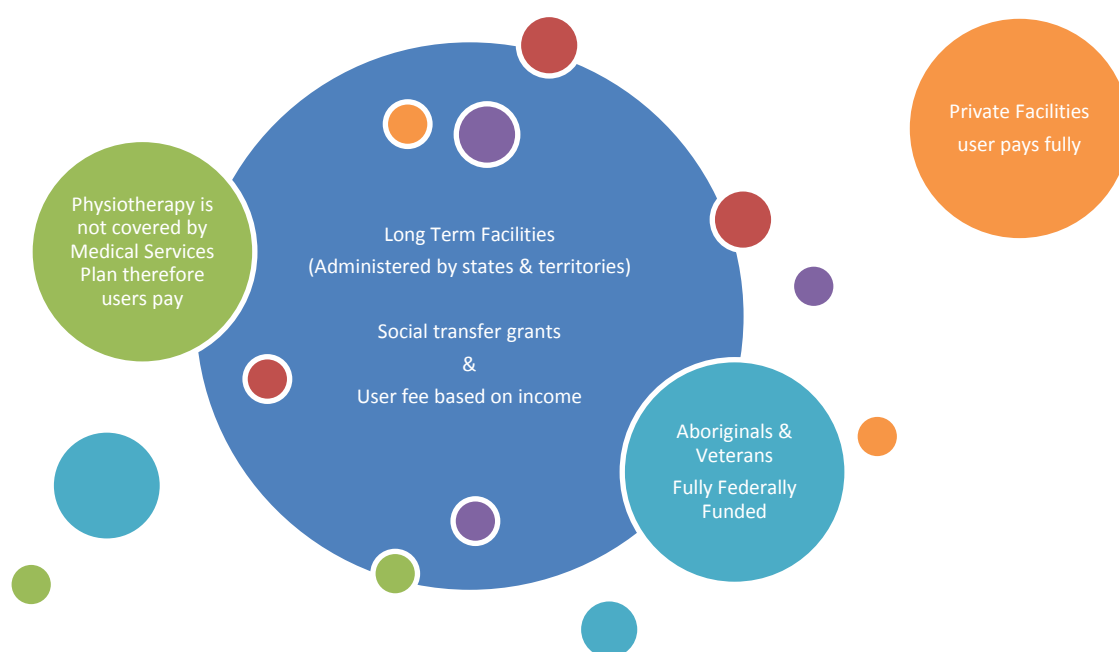 Private Facilities
user pays fully
Physiotherapy is
not covered by
Medical Services
Plan therefore
users pay
Long Term Facilities
(Administered by states & territories)
Social transfer grants
&
User fee based on income
Aboriginals &
Veterans
Fully Federally
Funded